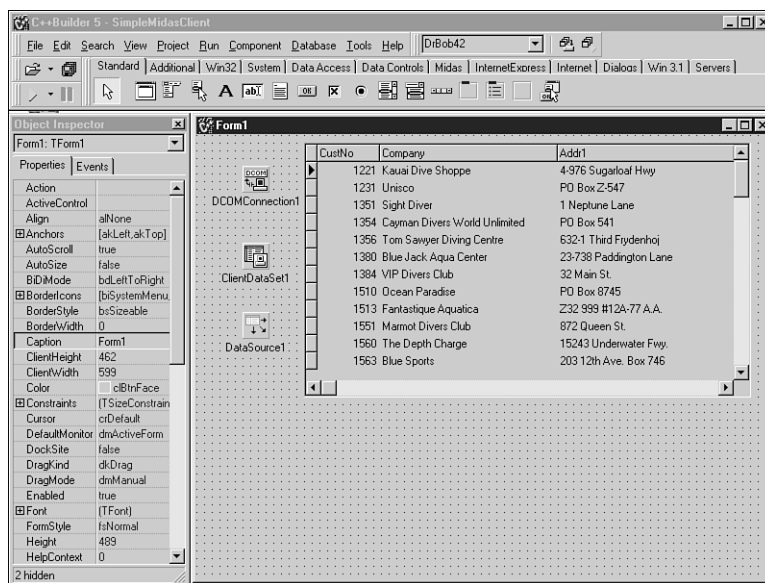 C++Builder 5 - SimpleMidasClient
File Edit Search View Project Run Component Database Tools Help DrBob42
Standard Additional Win32 System Data Access Data Controls Midas InternetExpress Internet Dialogs Win 3.1 Servers
Object Inspector
Form1: TForm1
Properties Events
Action
ActiveControl
Align alNone
Anchors [akLeft,akTop]
AutoScroll true
AutoSize false
BiDiMode bdLeftToRight
BorderIcons [biSystemMenu,
BorderStyle bsSizeable
BorderWidth 0
Caption Form1
ClientHeight 462
ClientWidth 599
Color clBtnFace
Constraints (TSizeConstrain
Cursor crDefault
DefaultMonitor dmActiveForm
DockSite false
DragKind dkDrag
DragMode dmManual
Enabled true
Font (TFont)
FormStyle fsNormal
Height 489
HelpContext 0
2 hidden
Form1
DCOM
DCOMConnection1
ClientDataSet1
DataSource1
CustNo Company Addr1
1221 Kauai Dive Shoppe 4-976 Sugarloaf Hwy
1231 Unisco PO Box Z-547
1351 Sight Diver 1 Neptune Lane
1354 Cayman Divers World Unlimited PO Box 541
1356 Tom Sawyer Diving Centre 632-1 Third Frydenhoj
1380 Blue Jack Aqua Center 23-738 Paddington Lane
1384 VIP Divers Club 32 Main St.
1510 Ocean Paradise PO Box 8745
1513 Fantastique Aquatica Z32 999 #12A-77 A.A.
1551 Marmot Divers Club 872 Queen St.
1560 The Depth Charge 15243 Underwater Fwy.
1563 Blue Sports 203 12th Ave. Box 746